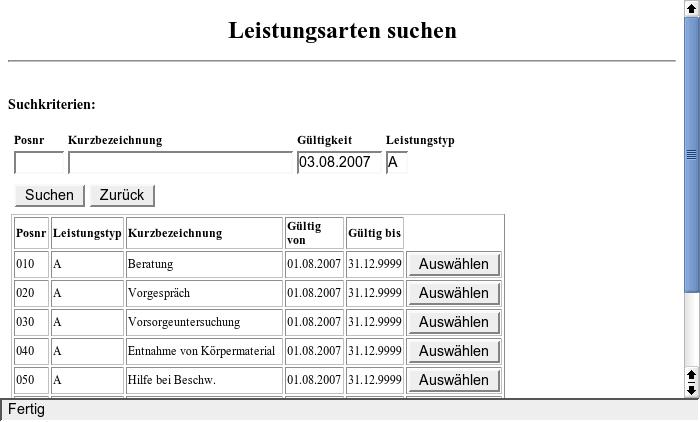 Leistungsarten suchen
Suchkriterien:
Posnr Kurzbezeichnung Gültigkeit Leistungstyp
03.08.2007 A
Suchen Zurück
Posnr Leistungstyp Kurzbezeichnung Gültig von Gültig bis
010 A Beratung 01.08.2007 31.12.9999 Auswählen
020 A Vorgespräch 01.08.2007 31.12.9999 Auswählen
030 A Vorsorgeuntersuchung 01.08.2007 31.12.9999 Auswählen
040 A Entnahme von Körpermaterial 01.08.2007 31.12.9999 Auswählen
050 A Hilfe bei Beschw. 01.08.2007 31.12.9999 Auswählen
Fertig